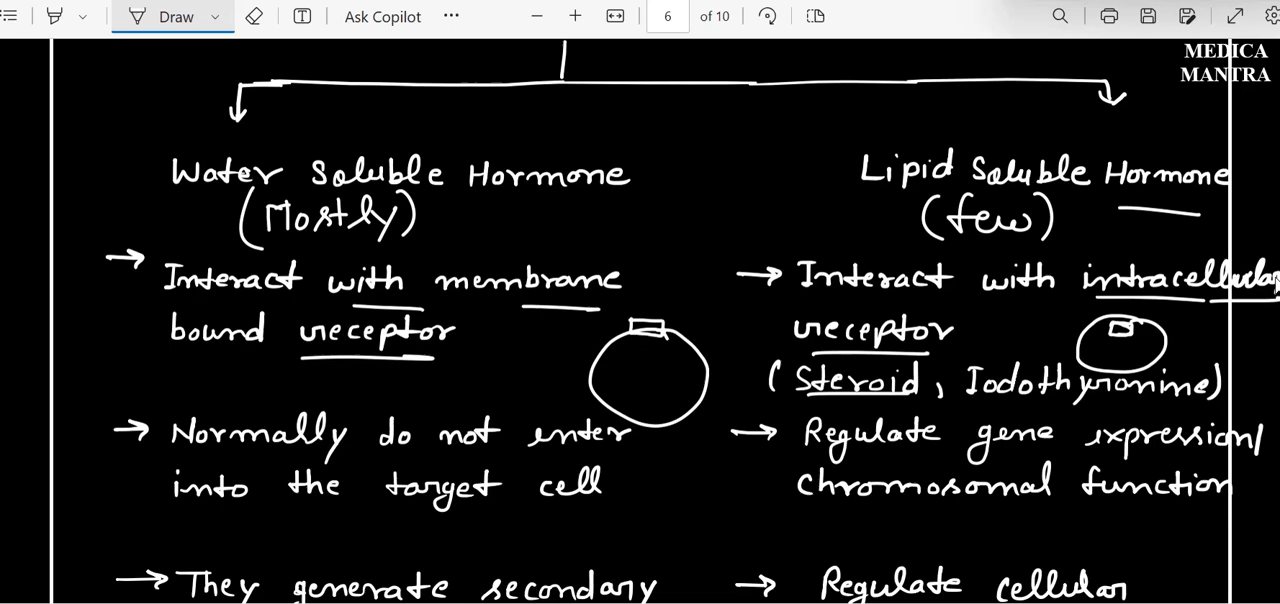 Draw
Ask Copilot
6 of 10
MEDICA
MANTRA
Water Soluble Hormone
(Mostly)
→ Interact with membrane
bound receptor
→ Normally do not enter
into the target cell
→ They generate secondary
Lipid Soluble Hormone
(few)
→ Interact with intracellular
receptor
(Steroid, Iodothyronine)
→ Regulate gene expression/
chromosomal function
→ Regulate cellular